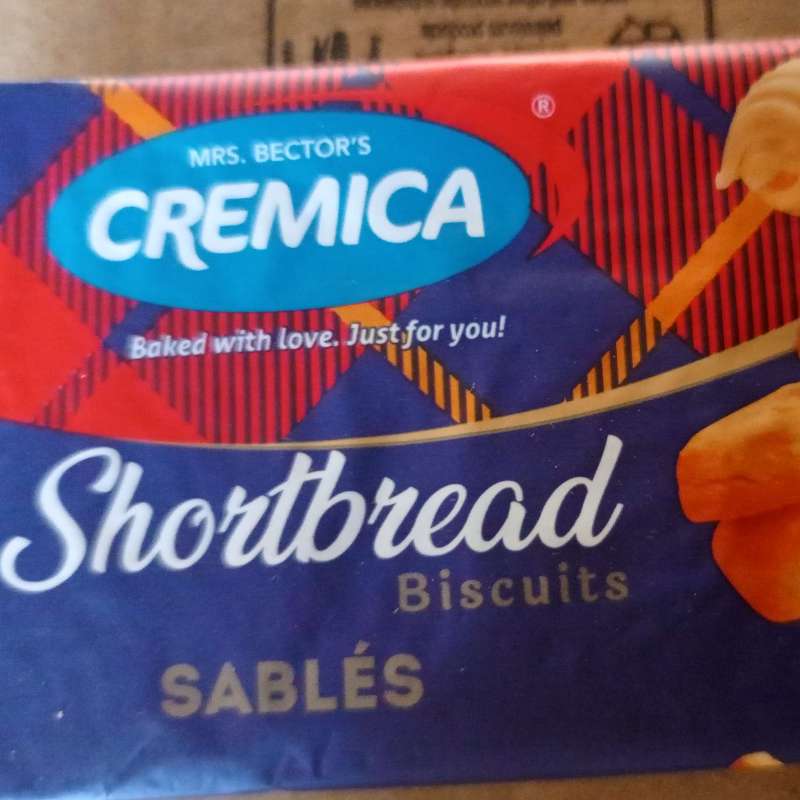 MRS. BECTOR'S
CREMICA
®
Baked with love. Just for you!
Shortbread
Biscuits
SABLÉS